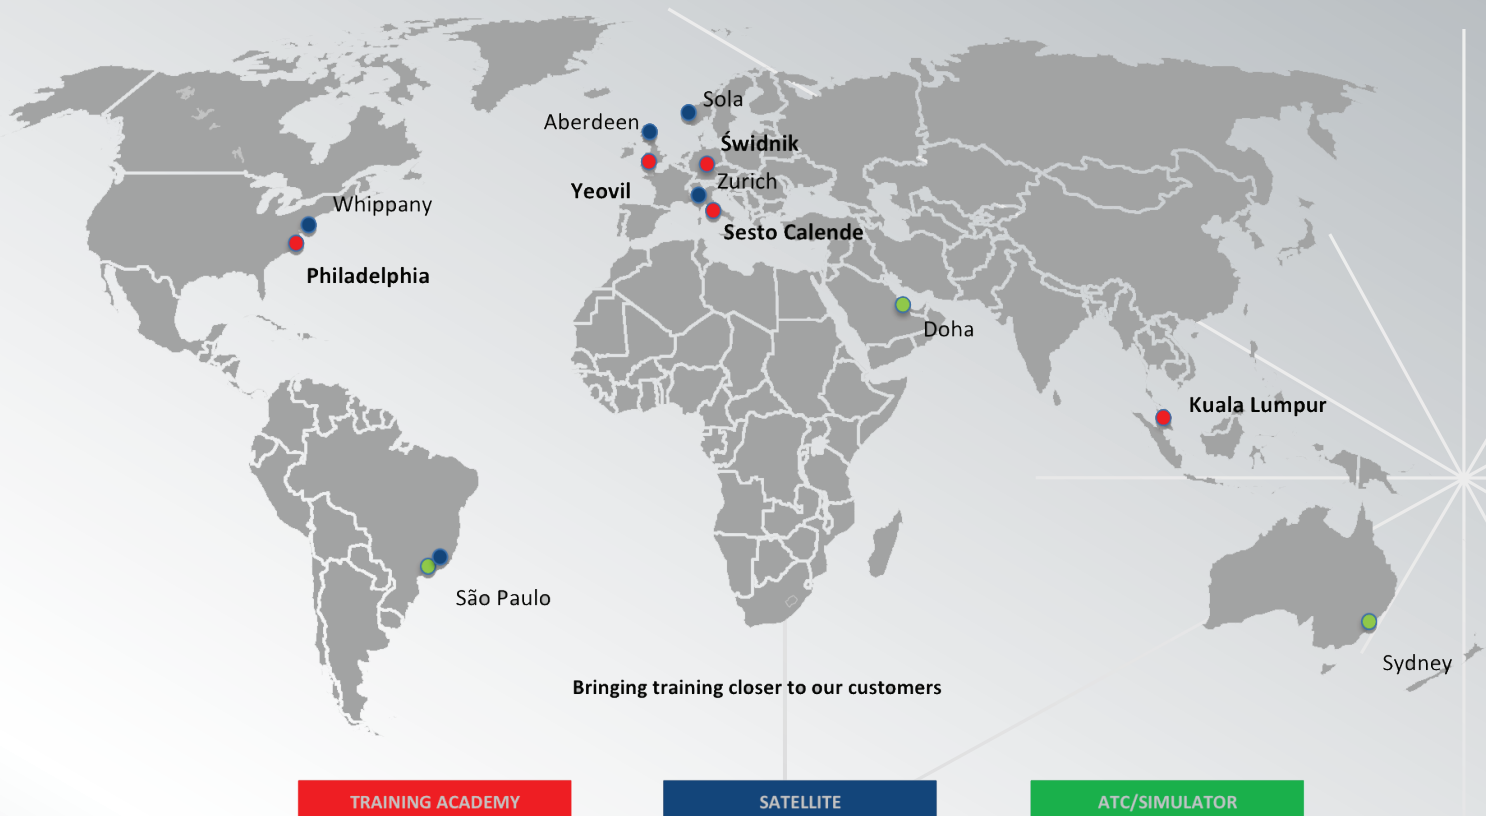 Sola
Aberdeen
Świdnik
Zurich
Yeovil
Whippany
Sesto Calende
Philadelphia
Doha
Kuala Lumpur
São Paulo
Sydney
Bringing training closer to our customers
TRAINING ACADEMY
SATELLITE
ATC/SIMULATOR